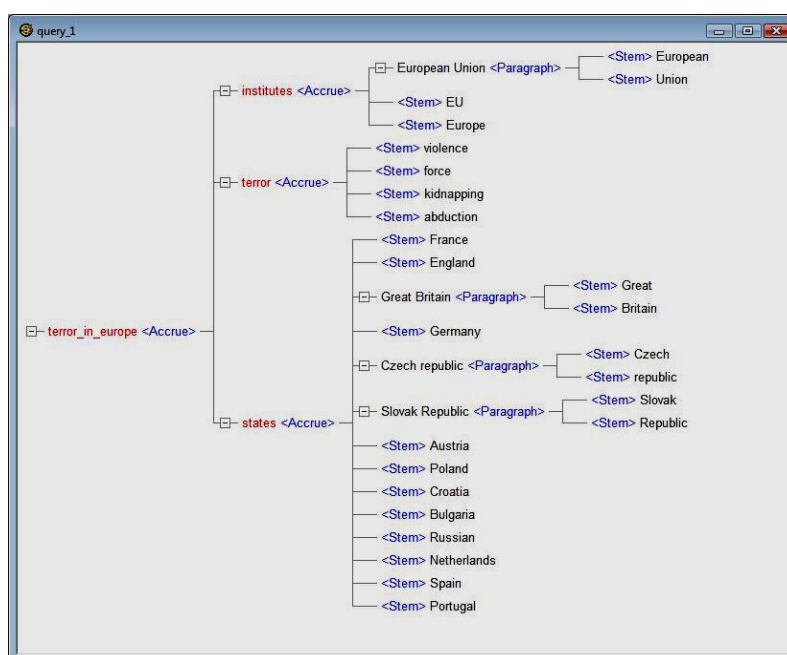 query_1
<Stem> European
European Union <Paragraph>
<Stem> Union
institutes <Accrue>
<Stem> EU
<Stem> Europe
<Stem> violence
<Stem> force
terror <Accrue>
<Stem> kidnapping
<Stem> abduction
<Stem> France
<Stem> England
<Stem> Great
Great Britain <Paragraph>
<Stem> Britain
terror_in_europe <Accrue>
<Stem> Germany
<Stem> Czech
Czech republic <Paragraph>
<Stem> republic
<Stem> Slovak
Slovak Republic <Paragraph>
<Stem> Republic
states <Accrue>
<Stem> Austria
<Stem> Poland
<Stem> Croatia
<Stem> Bulgaria
<Stem> Russian
<Stem> Netherlands
<Stem> Spain
<Stem> Portugal